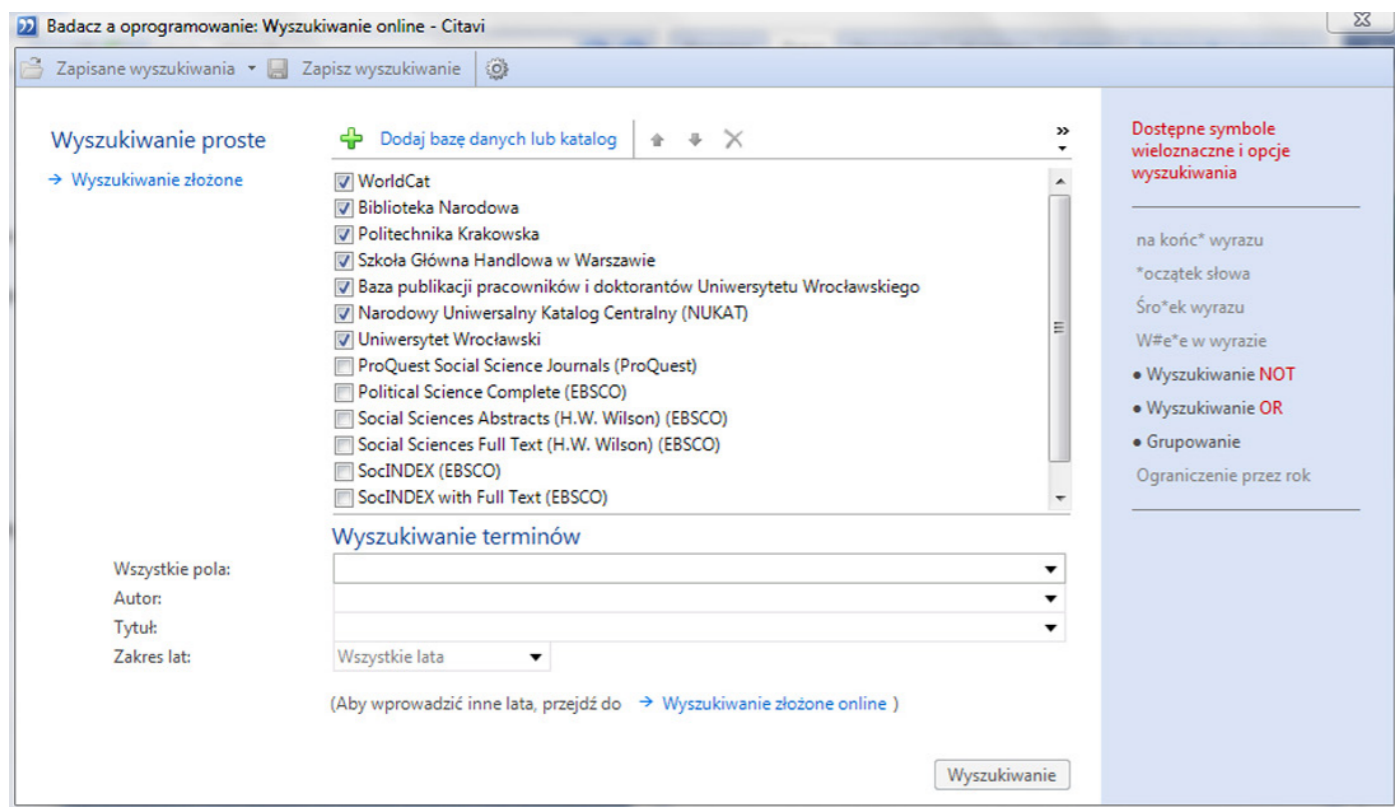 Badacz a oprogramowanie: Wyszukiwanie online - Citavi
Zapisane wyszukiwania Zapisz wyszukiwanie
Wyszukiwanie proste
→ Wyszukiwanie złożone
Dodaj bazę danych lub katalog
WorldCat
Biblioteka Narodowa
Politechnika Krakowska
Szkoła Główna Handlowa w Warszawie
Baza publikacji pracowników i doktorantów Uniwersytetu Wrocławskiego
Narodowy Uniwersalny Katalog Centralny (NUKAT)
Uniwersytet Wrocławski
ProQuest Social Science Journals (ProQuest)
Political Science Complete (EBSCO)
Social Sciences Abstracts (H.W. Wilson) (EBSCO)
Social Sciences Full Text (H.W. Wilson) (EBSCO)
SocINDEX (EBSCO)
SocINDEX with Full Text (EBSCO)
Wyszukiwanie terminów
Wszystkie pola:
Autor:
Tytuł:
Zakres lat: Wszystkie lata
(Aby wprowadzić inne lata, przejdź do → Wyszukiwanie złożone online )
Wyszukiwanie
Dostępne symbole
wieloznaczne i opcje
wyszukiwania
na końc* wyrazu
*oczątek słowa
Śro*ek wyrazu
W#e*e w wyrazie
• Wyszukiwanie NOT
• Wyszukiwanie OR
• Grupowanie
Ograniczenie przez rok